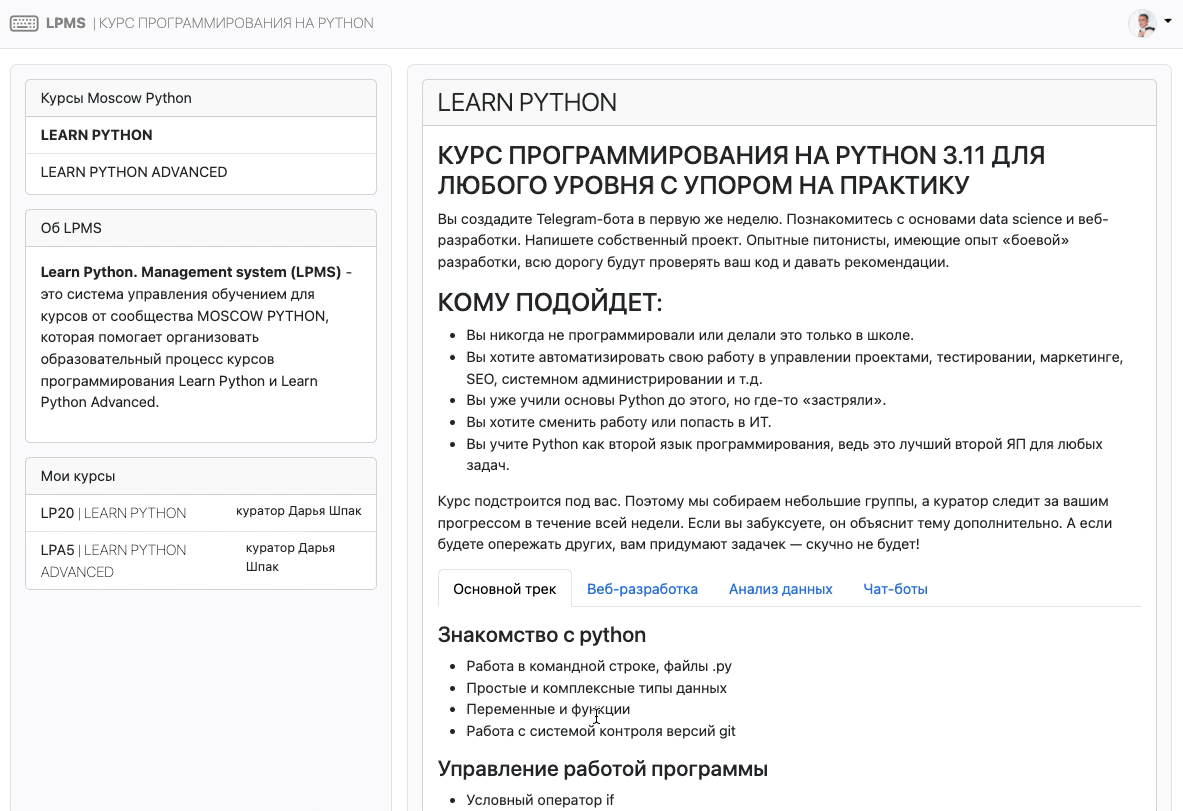 LPMS | КУРС ПРОГРАММИРОВАНИЯ НА PYTHON
Курсы Moscow Python
LEARN PYTHON
LEARN PYTHON ADVANCED
Об LPMS
Learn Python. Management system (LPMS) -
это система управления обучением для
курсов от сообщества MOSCOW PYTHON,
которая помогает организовать
образовательный процесс курсов
программирования Learn Python и Learn
Python Advanced.
Мои курсы
LP20 | LEARN PYTHON куратор Дарья Шпак
LPA5 | LEARN PYTHON
ADVANCED
куратор Дарья
Шпак
LEARN PYTHON
КУРС ПРОГРАММИРОВАНИЯ НА PYTHON 3.11 ДЛЯ
ЛЮБОГО УРОВНЯ С УПОРОМ НА ПРАКТИКУ
Вы создадите Telegram-бота в первую же неделю. Познакомитесь с основами data science и веб-
разработки. Напишете собственный проект. Опытные питонисты, имеющие опыт «боевой»
разработки, всю дорогу будут проверять ваш код и давать рекомендации.
КОМУ ПОДОЙДЕТ:
• Вы никогда не программировали или делали это только в школе.
• Вы хотите автоматизировать свою работу в управлении проектами, тестировании, маркетинге,
SEO, системном администрировании и т.д.
• Вы уже учили основы Python до этого, но где-то «застряли».
• Вы хотите сменить работу или попасть в ИТ.
• Вы учите Python как второй язык программирования, ведь это лучший второй ЯП для любых
задач.
Курс подстроится под вас. Поэтому мы собираем небольшие группы, а куратор следит за вашим
прогрессом в течение всей недели. Если вы забуксуете, он объяснит тему дополнительно. А если
будете опережать других, вам придумают задачек — скучно не будет!
Основной трек Веб-разработка Анализ данных Чат-боты
Знакомство с python
• Работа в командной строке, файлы .py
• Простые и комплексные типы данных
• Переменные и функции
• Работа с системой контроля версий git
Управление работой программы
• Условный оператор if